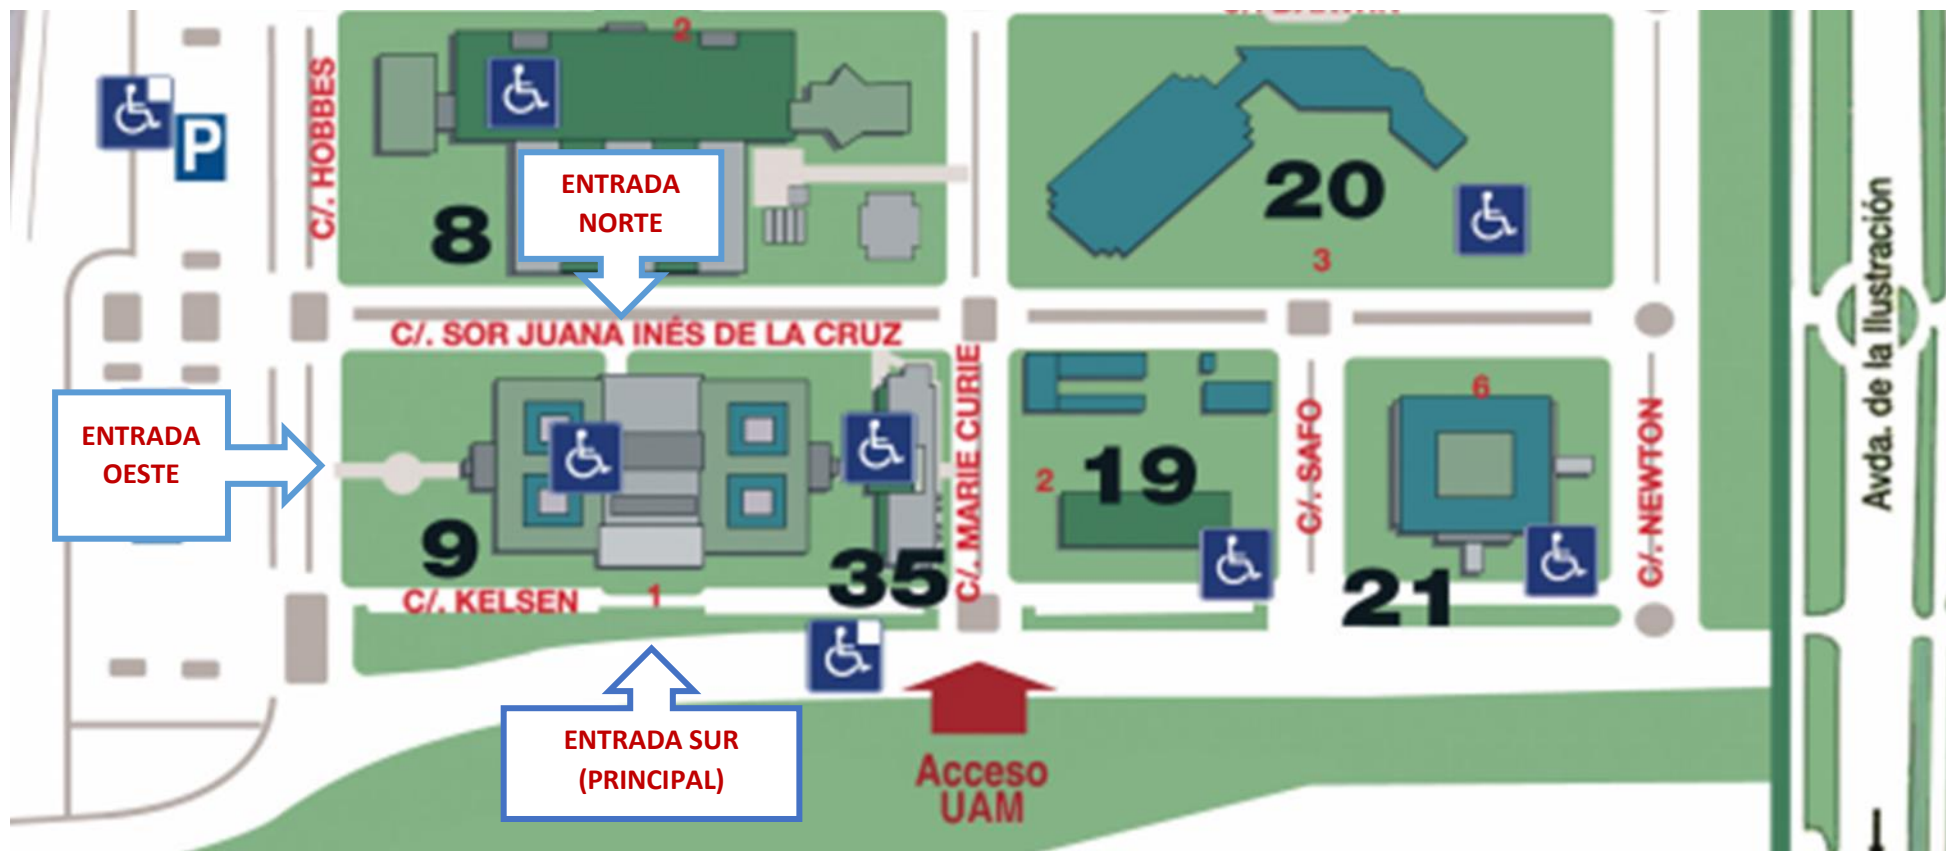 2
C/. HOBBES
P
ENTRADA
NORTE
8
20
3
Avda. de la Ilustración
C/. SOR JUANA INÉS DE LA CRUZ
ENTRADA
OESTE
9
35
C/. MARIE CURIE
2
19
C/. SAFO
6
21
C/. NEWTON
C/. KELSEN
1
ENTRADA SUR
(PRINCIPAL)
Acceso
UAM